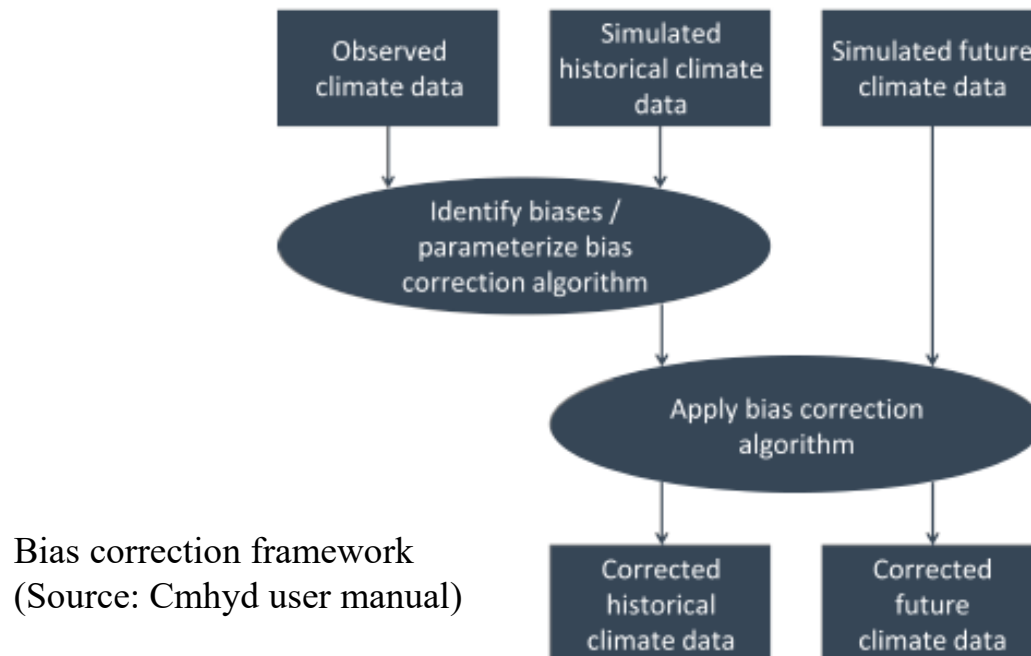 Observed
climate data
Simulated
historical climate
data
Simulated future
climate data
Identify biases /
parameterize bias
correction algorithm
Apply bias correction
algorithm
Bias correction framework
(Source: Cmhyd user manual)
Corrected
historical
climate data
Corrected
future
climate data